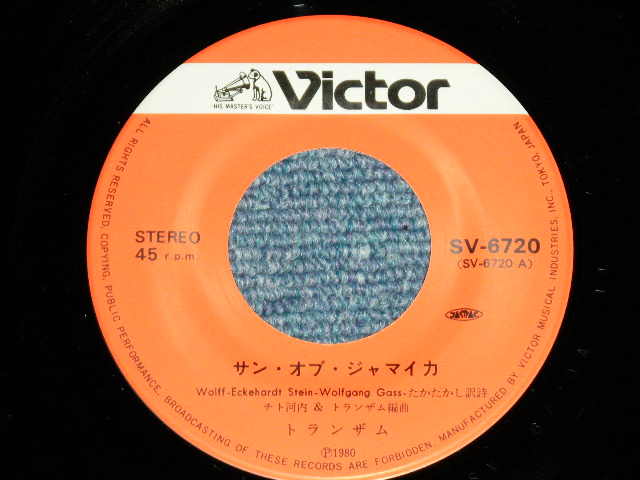 Victor
"HIS MASTER'S VOICE"
STEREO
45 r.p.m.
SV-6720
(SV-6720 A)
JASRAC
サン・オブ・ジャマイカ
Wolff-Eckehardt Stein-Wolfgang Gass-たかたかし訳詩
チト河内 & トランザム編曲
トランザム
Ⓟ1980
ALL RIGHTS RESERVED, COPYING, PUBLIC PERFORMANCE, BROADCASTING OF THESE RECORDS ARE FORBIDDEN. MANUFACTURED BY VICTOR MUSICAL INDUSTRIES, INC., TOKYO, JAPAN